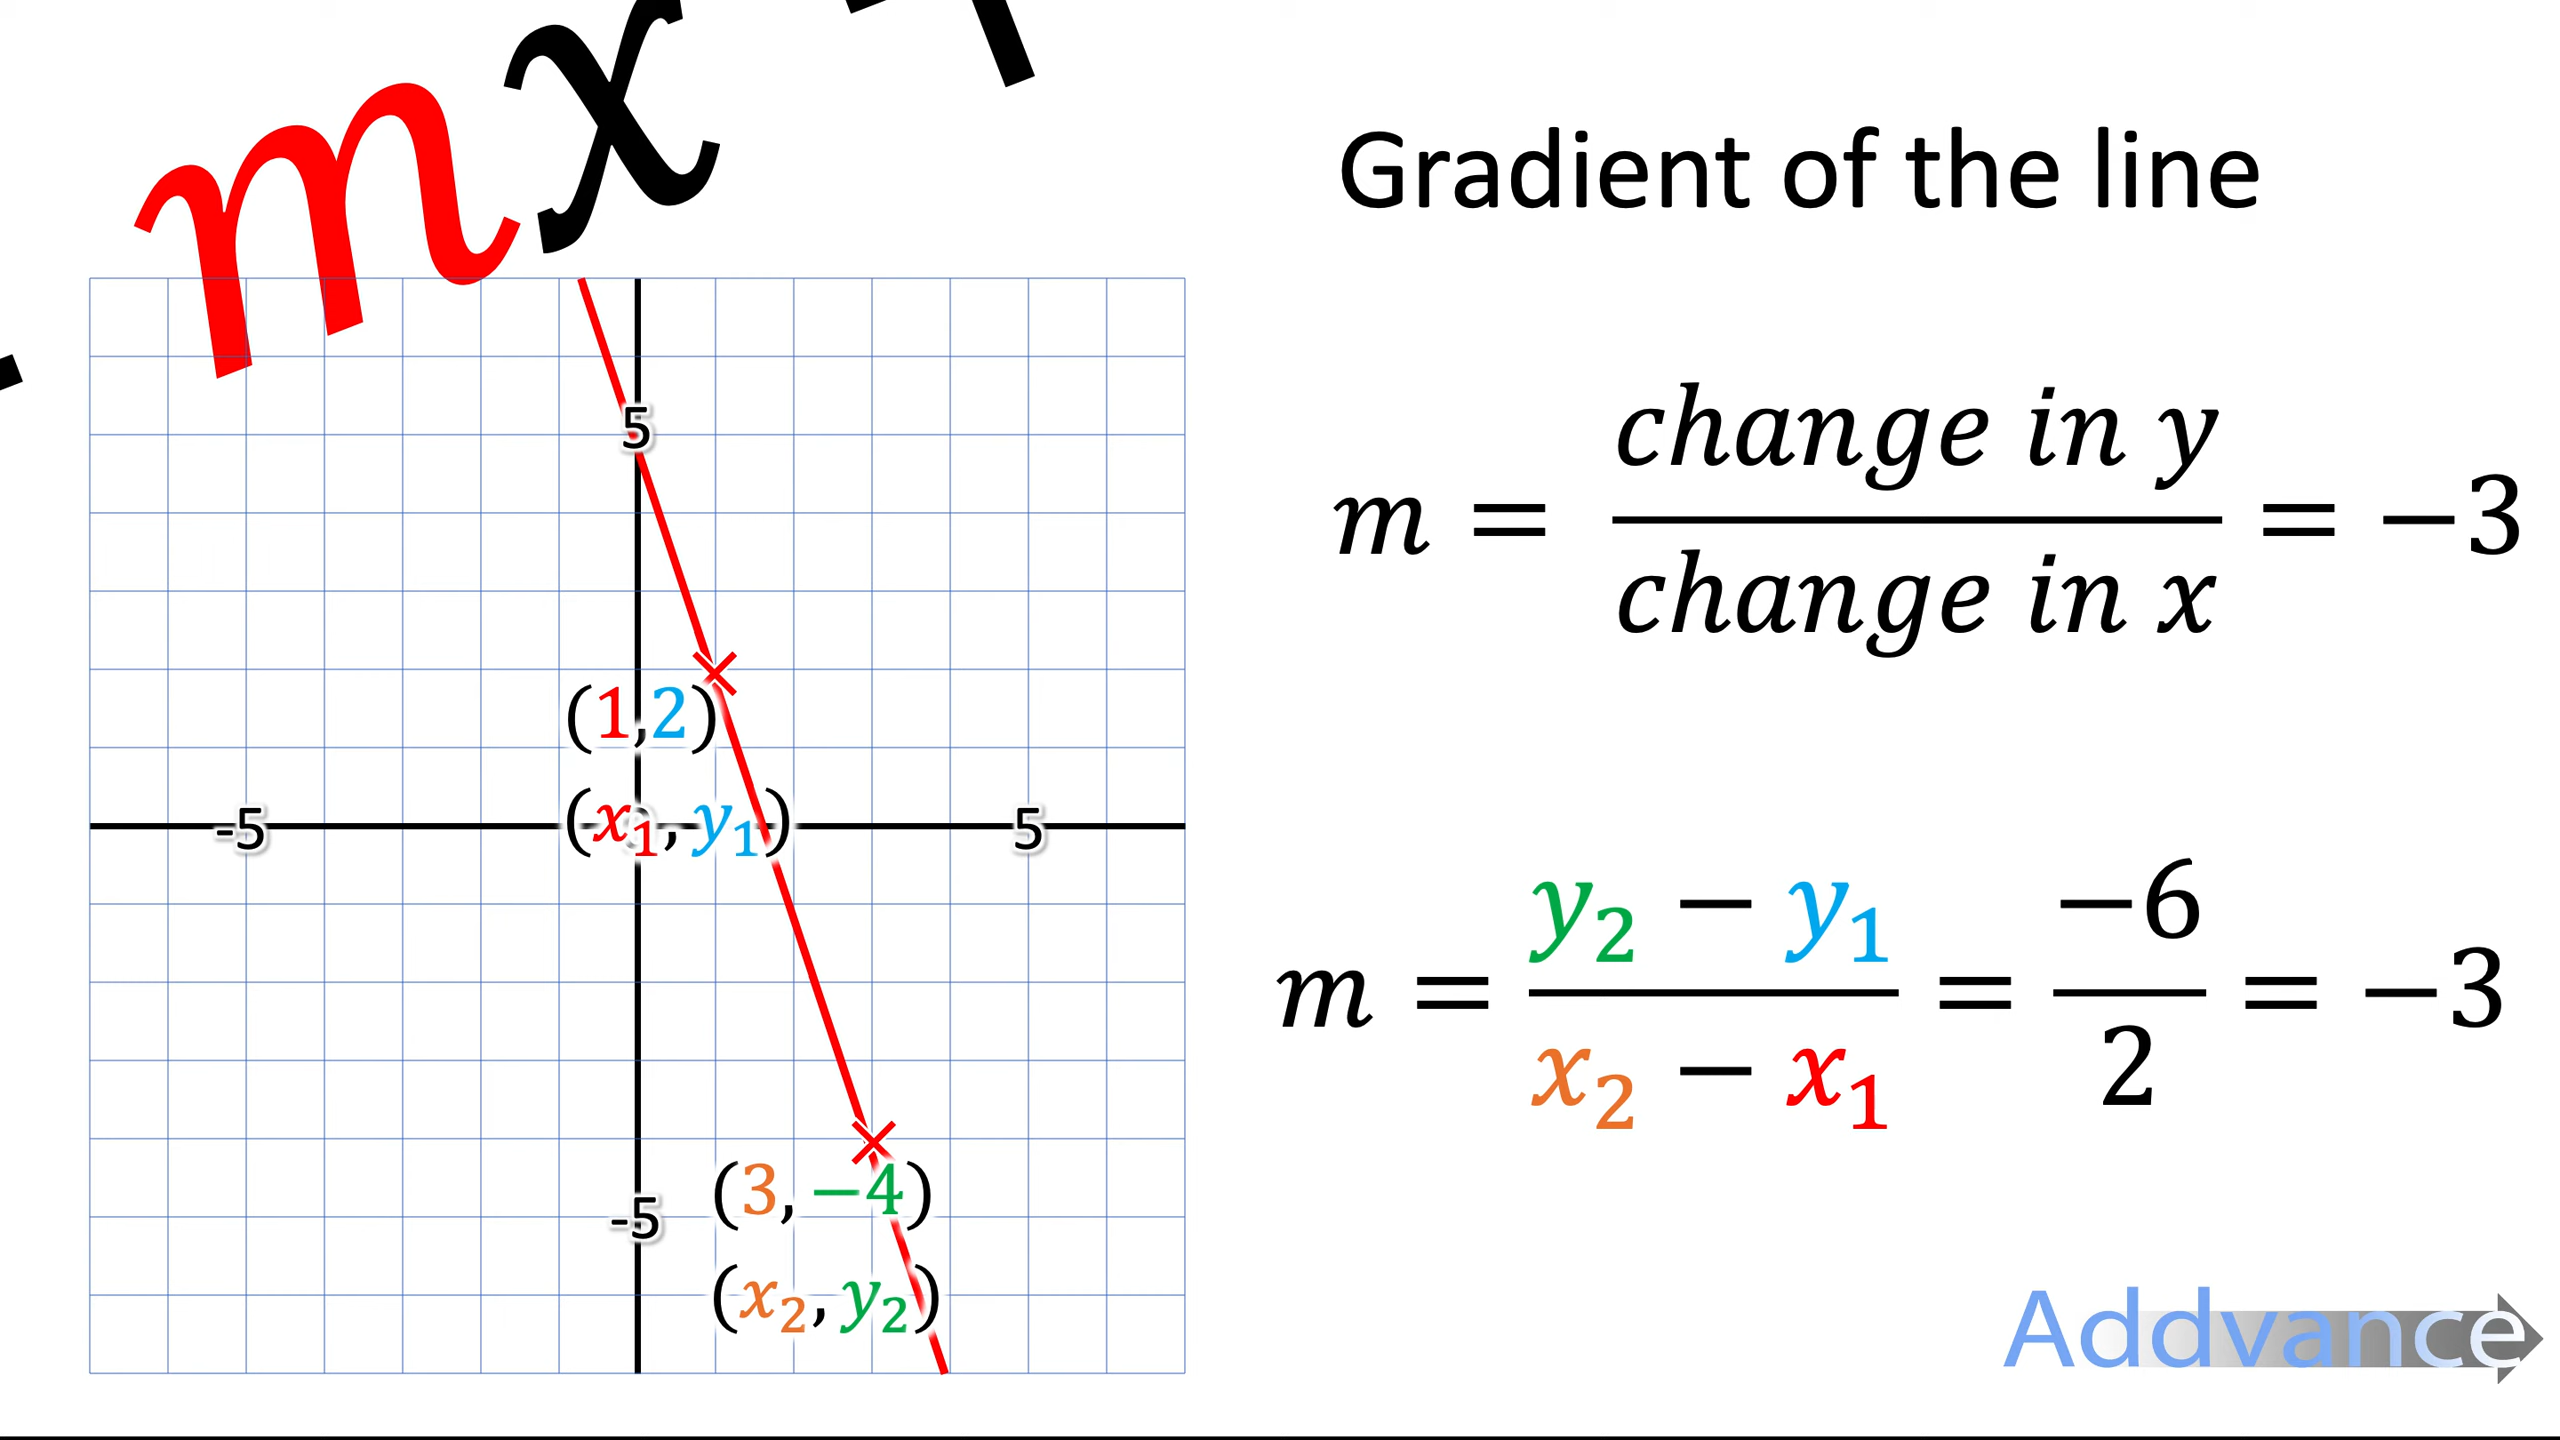 mx
Gradient of the line
m = change in y / change in x = −3
5
(1,2)
(x₁, y₁)
-5
5
m = y₂ − y₁ / x₂ − x₁ = −6 / 2 = −3
(3, −4)
-5
(x₂, y₂)
Addvance